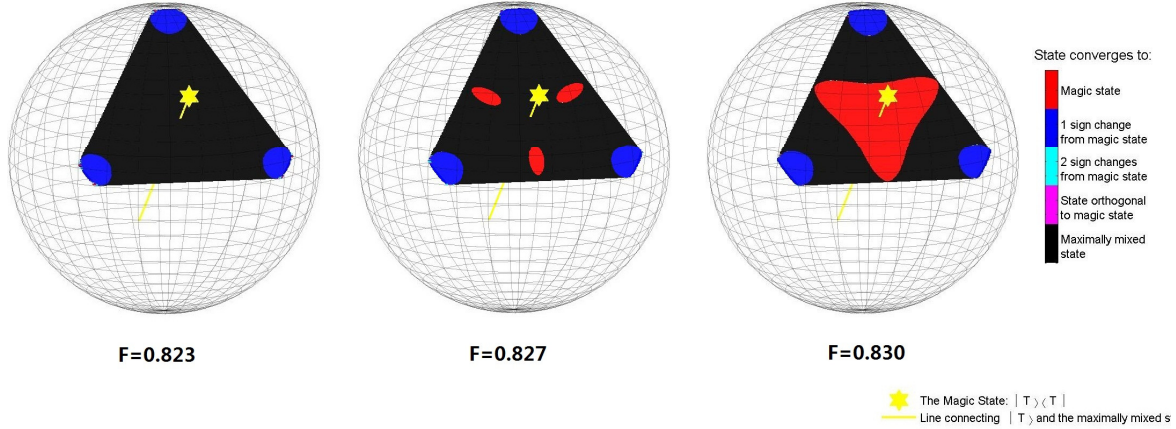 State converges to:
Magic state
1 sign change
from magic state
2 sign changes
from magic state
State orthogonal
to magic state
Maximally mixed
state
F=0.823
F=0.827
F=0.830
The Magic State: | T 〉〈 T |
Line connecting | T 〉 and the maximally mixed s